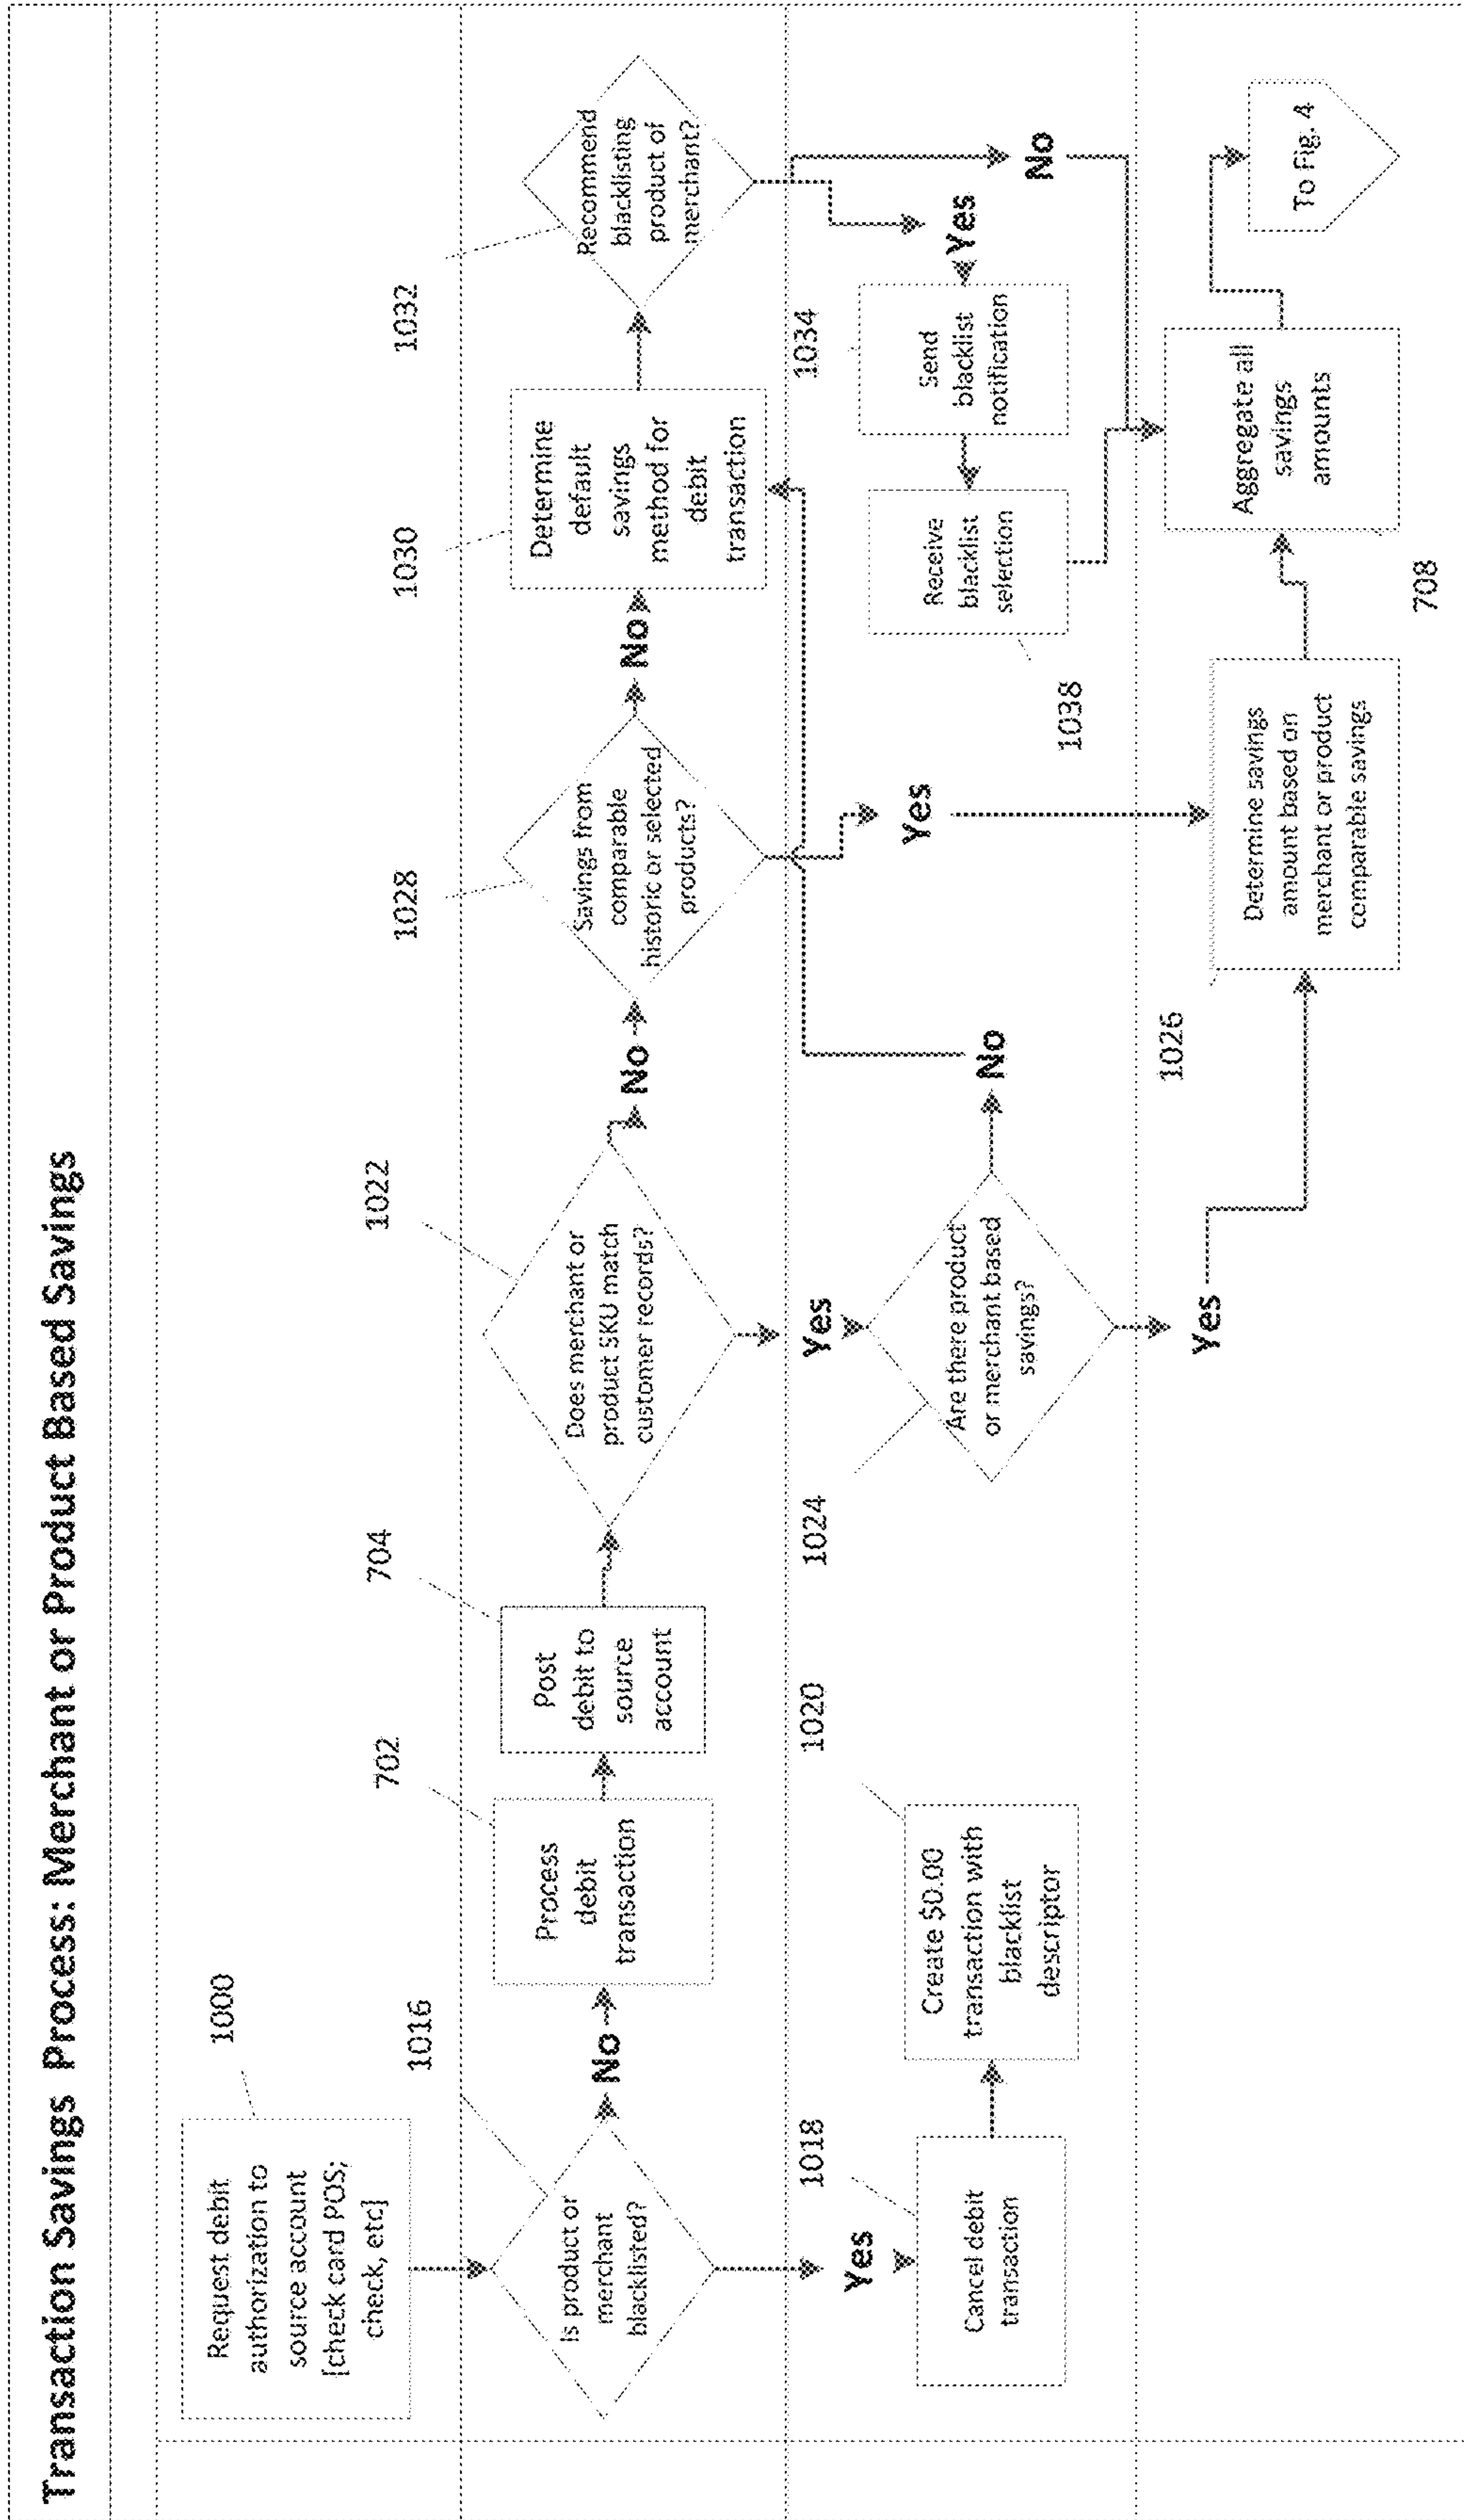 Transaction Savings Process: Merchant or Product Based Savings
1000
Request debit
authorization to
source account
[check card POS;
check, etc]
1016
Is product or
merchant
blacklisted?
No
702
Process
debit
transaction
704
Post
debit to
source
account
1022
Does merchant or
product SKU match
customer records?
No
1028
Savings from
comparable
historic or selected
products?
No
1030
Determine
default
savings
method for
debit
transaction
1032
Recommend
blacklisting
product of
merchant?
Yes
1018
Cancel debit
transaction
1020
Create $0.00
transaction with
blacklist
descriptor
Yes
1024
Are there product
or merchant based
savings?
No
Yes
1038
Receive
blacklist
selection
1034
Send
blacklist
notification
Yes
No
Yes
1026
Determine savings
amount based on
merchant or product
comparable savings
708
Aggregate all
savings
amounts
To Fig. 4